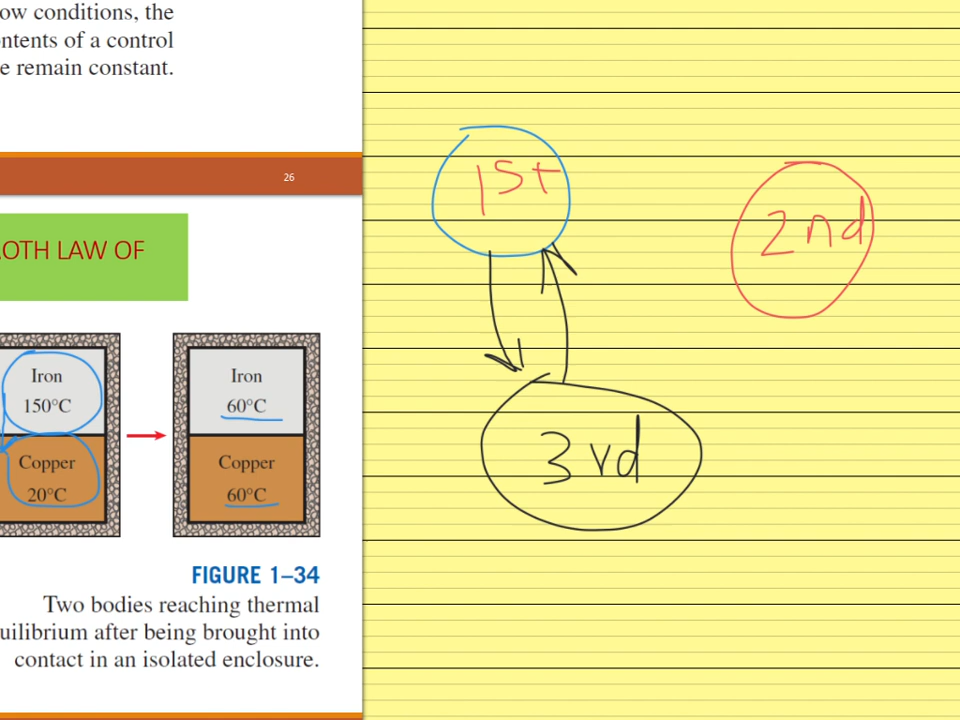 ow conditions, the
ntents of a control
e remain constant.
26
OTH LAW OF
Iron
150°C
Copper
20°C
Iron
60°C
Copper
60°C
FIGURE 1–34
Two bodies reaching thermal
uilibrium after being brought into
contact in an isolated enclosure.
1st
2nd
3rd